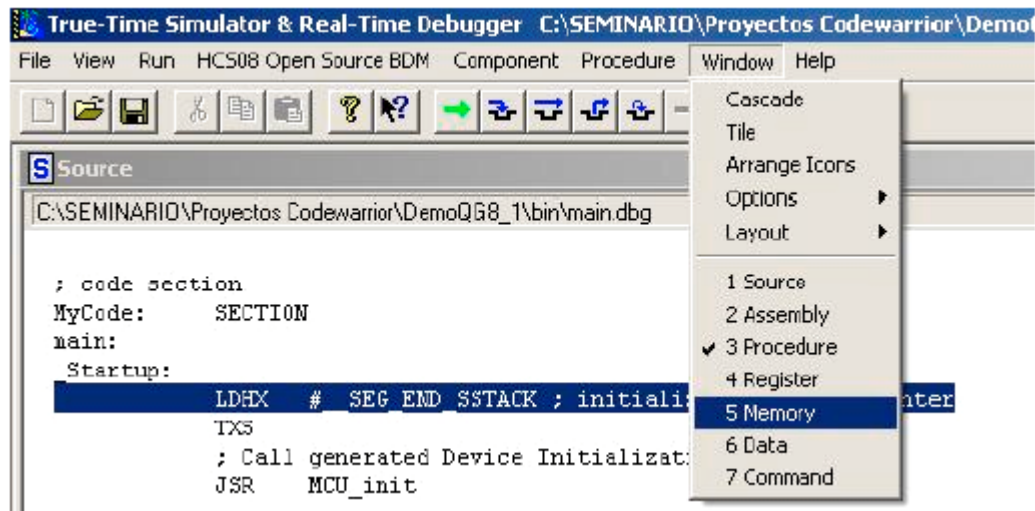 True-Time Simulator & Real-Time Debugger C:\SEMINARIO\Proyectos Codewarrior\Demo
File View Run HCS08 Open Source BDM Component Procedure Window Help
Cascade
Tile
Arrange Icons
Options
Layout
1 Source
2 Assembly
3 Procedure
4 Register
5 Memory
6 Data
7 Command
S Source
C:\SEMINARIO\Proyectos Codewarrior\DemoQG8_1\bin\main.dbg
; code section
MyCode: SECTION
main:
_Startup:
LDHX #__SEG_END_SSTACK ; initialis nter
TXS
; Call generated Device Initializati
JSR MCU_init